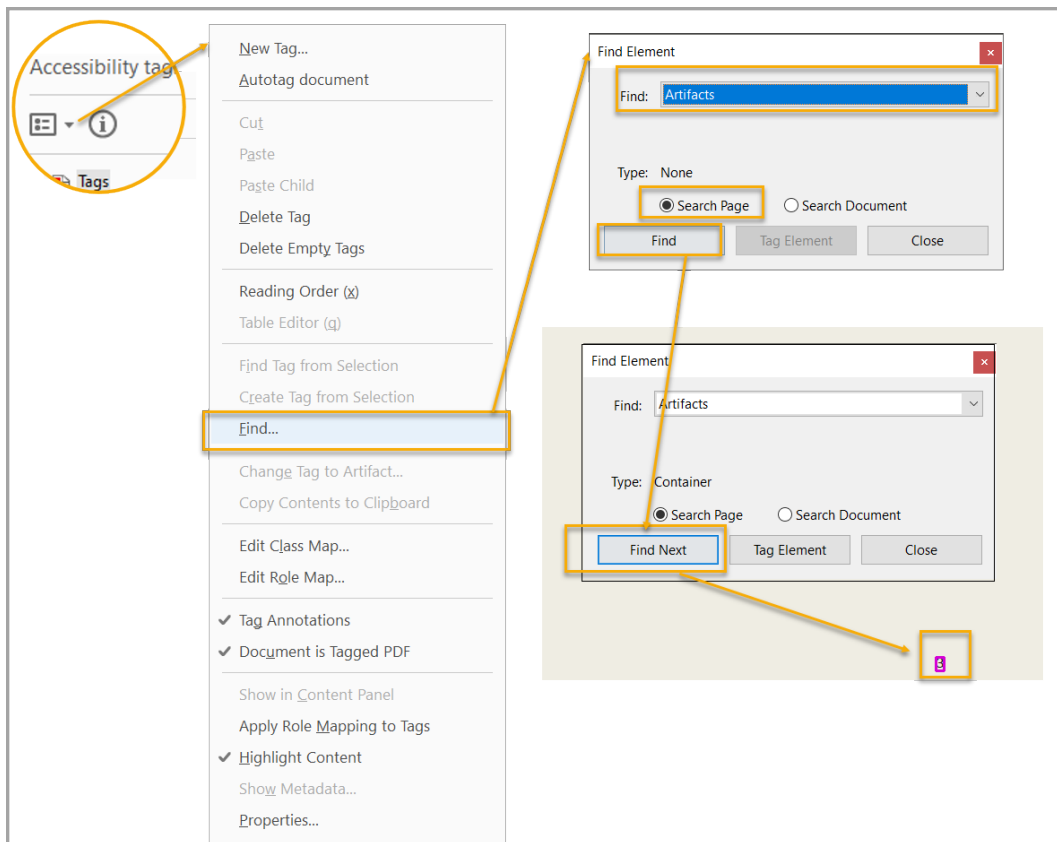 Accessibility tag
Tags
New Tag...
Autotag document
Cut
Paste
Paste Child
Delete Tag
Delete Empty Tags
Reading Order (x)
Table Editor (q)
Find Tag from Selection
Create Tag from Selection
Find...
Change Tag to Artifact...
Copy Contents to Clipboard
Edit Class Map...
Edit Role Map...
Tag Annotations
Document is Tagged PDF
Show in Content Panel
Apply Role Mapping to Tags
Highlight Content
Show Metadata...
Properties...
Find Element
Find: Artifacts
Type: None
Search Page Search Document
Find Tag Element Close
Find Element
Find: Artifacts
Type: Container
Search Page Search Document
Find Next Tag Element Close
3